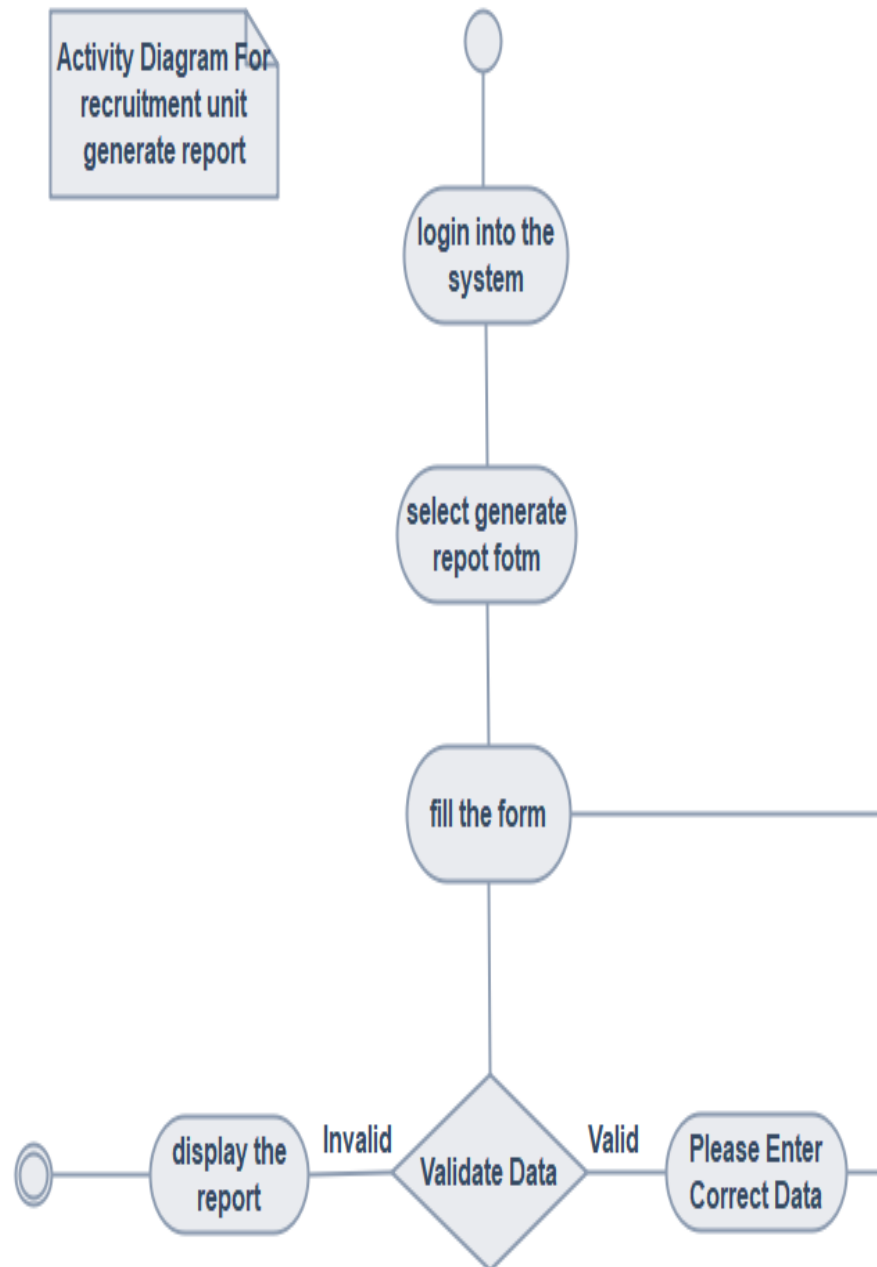 Activity Diagram For
recruitment unit
generate report
login into the
system
select generate
repot fotm
fill the form
display the
report
Invalid
Validate Data
Valid
Please Enter
Correct Data